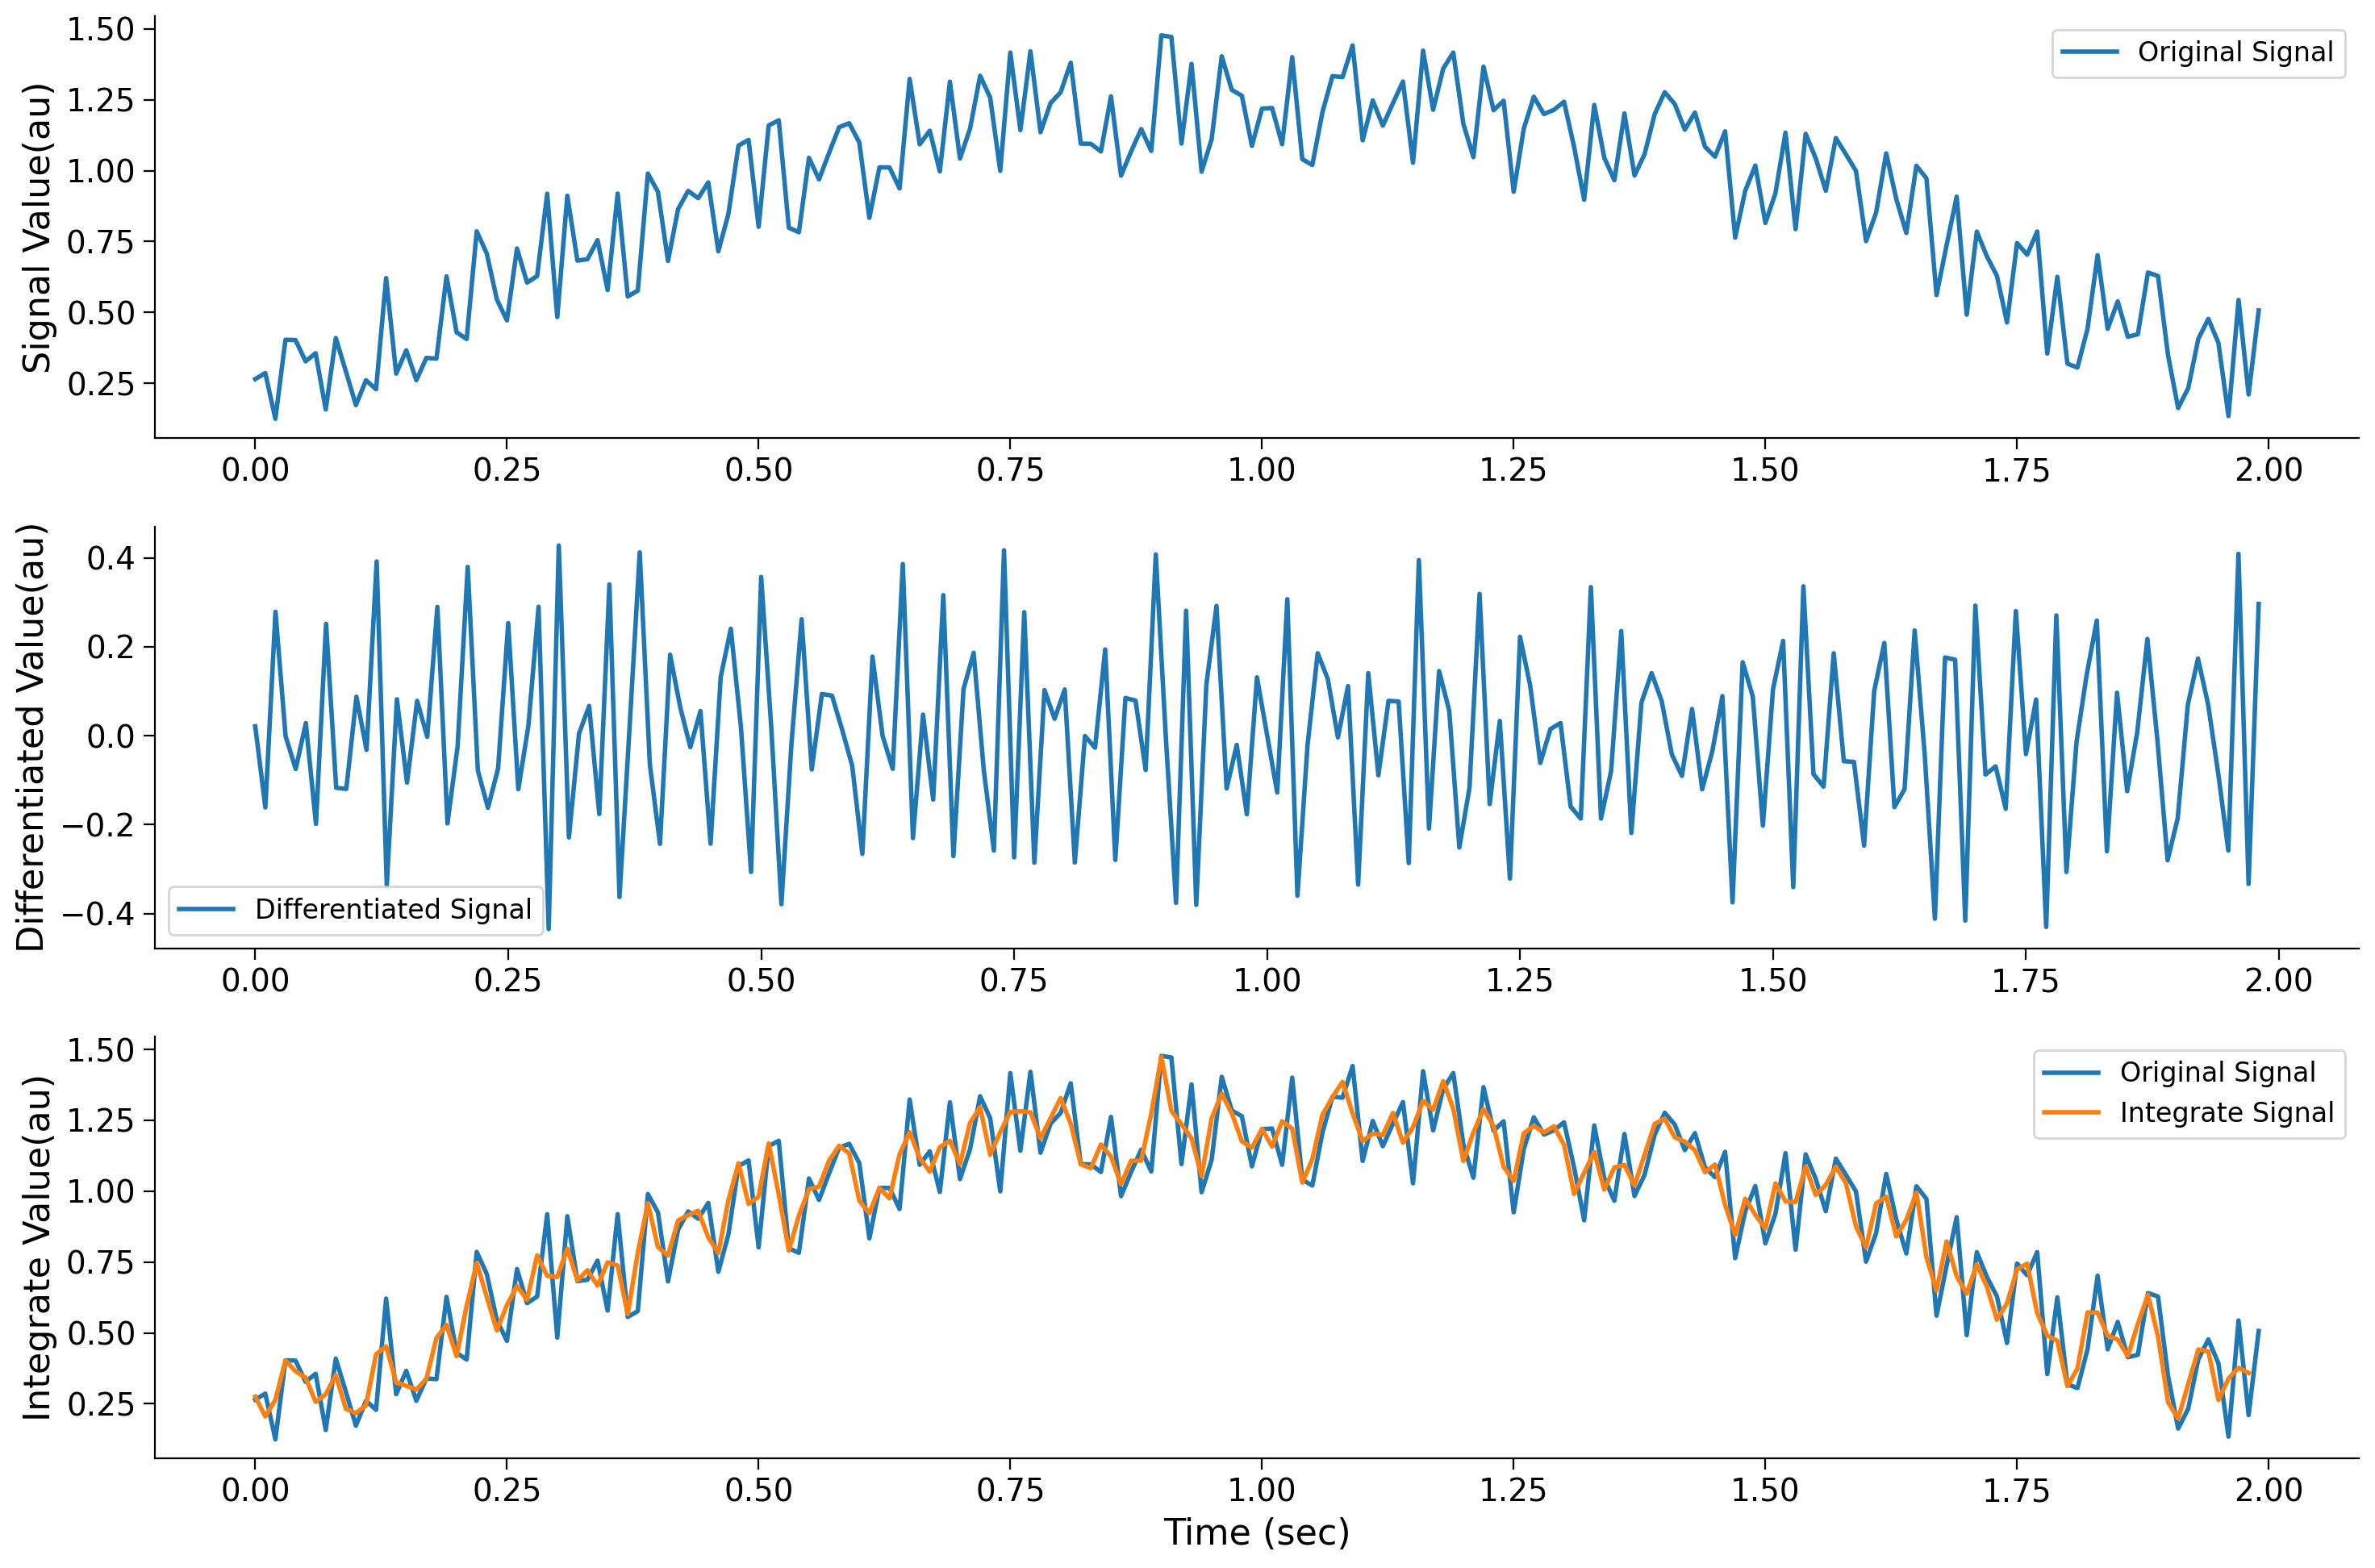 Signal Value(au)
1.50
1.25
1.00
0.75
0.50
0.25
Original Signal
0.00 0.25 0.50 0.75 1.00 1.25 1.50 1.75 2.00
Differentiated Value(au)
0.4
0.2
0.0
−0.2
−0.4
Differentiated Signal
0.00 0.25 0.50 0.75 1.00 1.25 1.50 1.75 2.00
Integrate Value(au)
1.50
1.25
1.00
0.75
0.50
0.25
Original Signal
Integrate Signal
0.00 0.25 0.50 0.75 1.00 1.25 1.50 1.75 2.00
Time (sec)